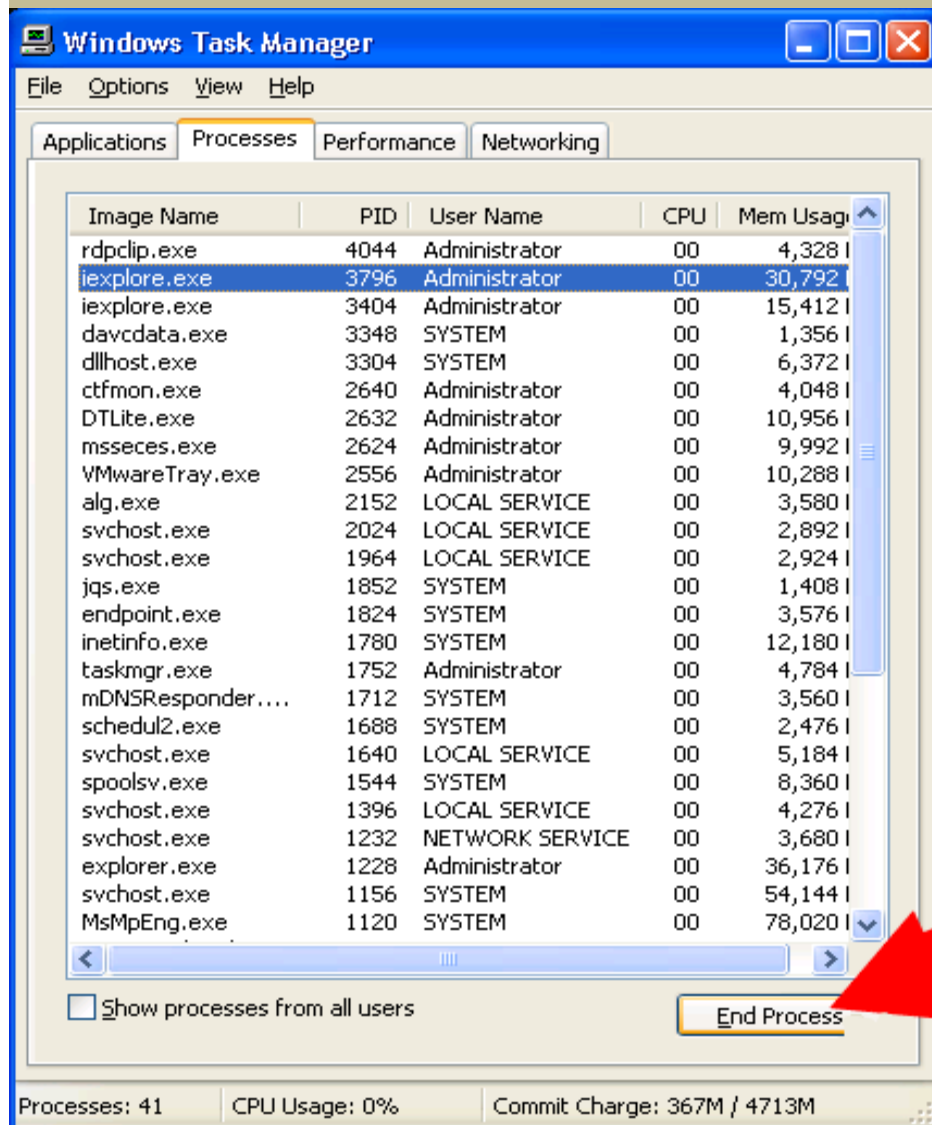 Windows Task Manager
File Options View Help
Applications Processes Performance Networking
Image Name PID User Name CPU Mem Usag
rdpclip.exe 4044 Administrator 00 4,328
iexplore.exe 3796 Administrator 00 30,792
iexplore.exe 3404 Administrator 00 15,412
davcdata.exe 3348 SYSTEM 00 1,356
dllhost.exe 3304 SYSTEM 00 6,372
ctfmon.exe 2640 Administrator 00 4,048
DTLite.exe 2632 Administrator 00 10,956
msseces.exe 2624 Administrator 00 9,992
VMwareTray.exe 2556 Administrator 00 10,288
alg.exe 2152 LOCAL SERVICE 00 3,580
svchost.exe 2024 LOCAL SERVICE 00 2,892
svchost.exe 1964 LOCAL SERVICE 00 2,924
jqs.exe 1852 SYSTEM 00 1,408
endpoint.exe 1824 SYSTEM 00 3,576
inetinfo.exe 1780 SYSTEM 00 12,180
taskmgr.exe 1752 Administrator 00 4,784
mDNSResponder.... 1712 SYSTEM 00 3,560
schedul2.exe 1688 SYSTEM 00 2,476
svchost.exe 1640 LOCAL SERVICE 00 5,184
spoolsv.exe 1544 SYSTEM 00 8,360
svchost.exe 1396 LOCAL SERVICE 00 4,276
svchost.exe 1232 NETWORK SERVICE 00 3,680
explorer.exe 1228 Administrator 00 36,176
svchost.exe 1156 SYSTEM 00 54,144
MsMpEng.exe 1120 SYSTEM 00 78,020
Show processes from all users
End Process
Processes: 41 CPU Usage: 0% Commit Charge: 367M / 4713M